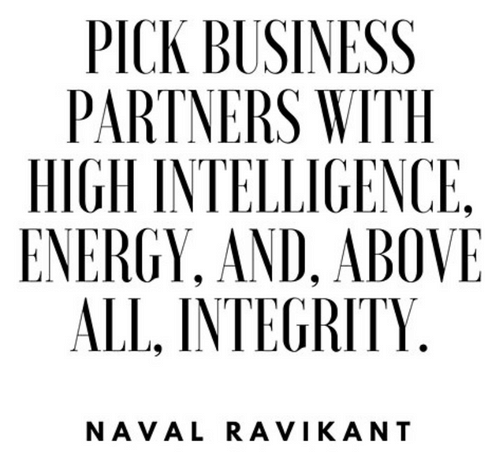 PICK BUSINESS
PARTNERS WITH
HIGH INTELLIGENCE,
ENERGY, AND, ABOVE
ALL, INTEGRITY.
NAVAL RAVIKANT